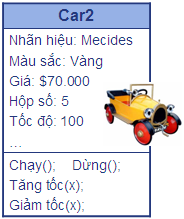 Car2
Nhãn hiệu: Mecides
Màu sắc: Vàng
Giá: $70.000
Hộp số: 5
Tốc độ: 100
...
Chạy(); Dừng();
Tăng tốc(x);
Giảm tốc(x);